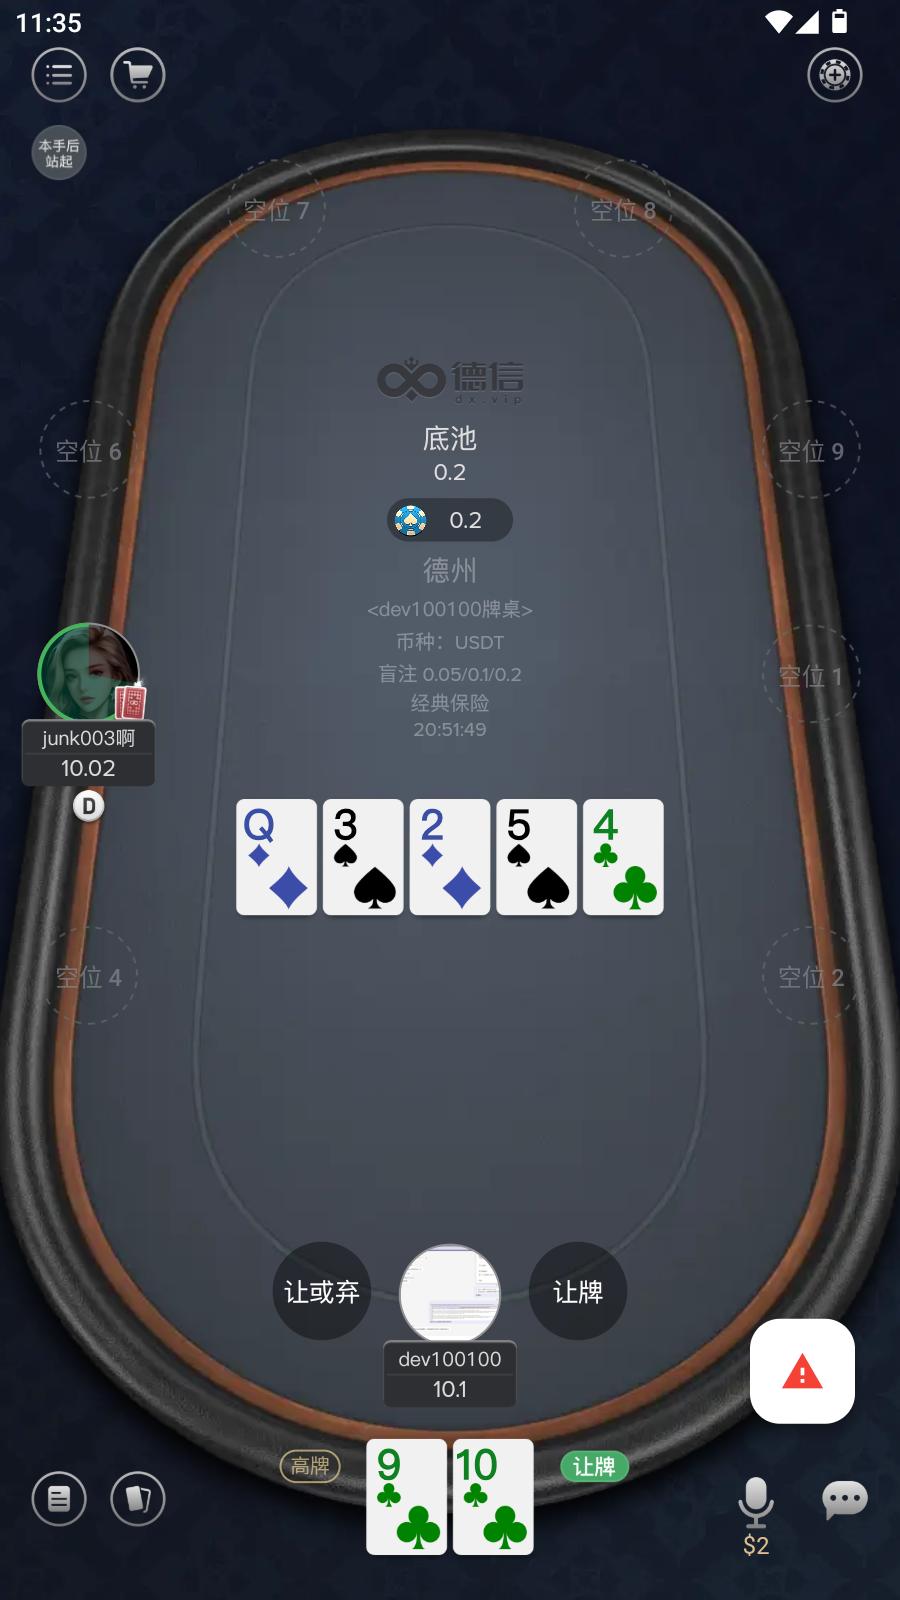 11:35
本手后
站起
空位 7
空位 8
德信
dx.vip
底池
0.2
空位 6
空位 9
0.2
德州
<dev100100牌桌>
币种：USDT
盲注 0.05/0.1/0.2
经典保险
20:51:49
空位 1
junk003啊
10.02
D
Q
3
2
5
4
空位 4
空位 2
让或弃
让牌
dev100100
10.1
高牌
9
10
让牌
$2